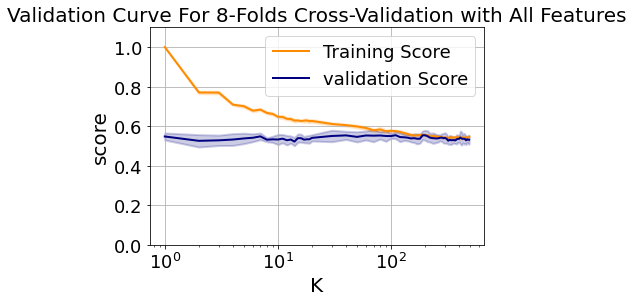 Validation Curve For 8-Folds Cross-Validation with All Features
Training Score
validation Score
score
1.0
0.8
0.6
0.4
0.2
0.0
10⁰ 10¹ 10²
K